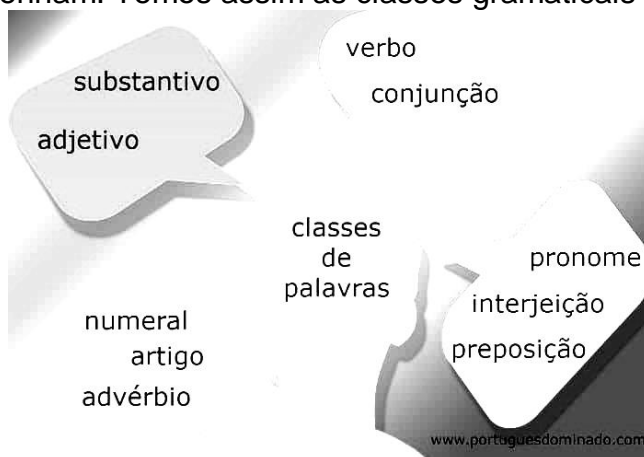 Temos assim as classes gramaticais
substantivo
adjetivo
verbo
conjunção
classes
de
palavras
pronome
interjeição
preposição
numeral
artigo
advérbio
www.portuguesdominado.com